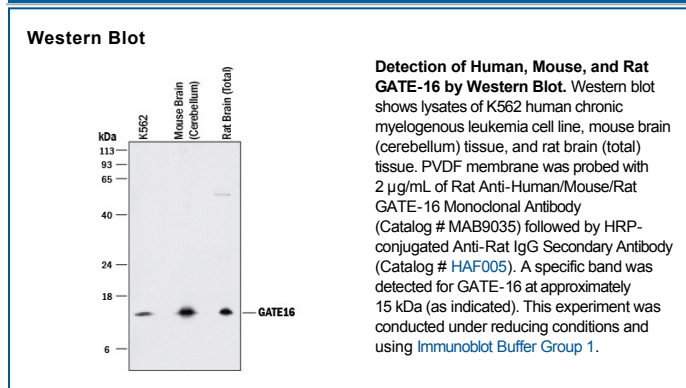 Western Blot
K562
Mouse Brain
(Cerebellum)
Rat Brain (Total)
kDa
113
93
65
40
24
18
6
GATE16
Detection of Human, Mouse, and Rat
GATE-16 by Western Blot. Western blot
shows lysates of K562 human chronic
myelogenous leukemia cell line, mouse brain
(cerebellum) tissue, and rat brain (total)
tissue. PVDF membrane was probed with
2 µg/mL of Rat Anti-Human/Mouse/Rat
GATE-16 Monoclonal Antibody
(Catalog # MAB9035) followed by HRP-
conjugated Anti-Rat IgG Secondary Antibody
(Catalog # HAF005). A specific band was
detected for GATE-16 at approximately
15 kDa (as indicated). This experiment was
conducted under reducing conditions and
using Immunoblot Buffer Group 1.